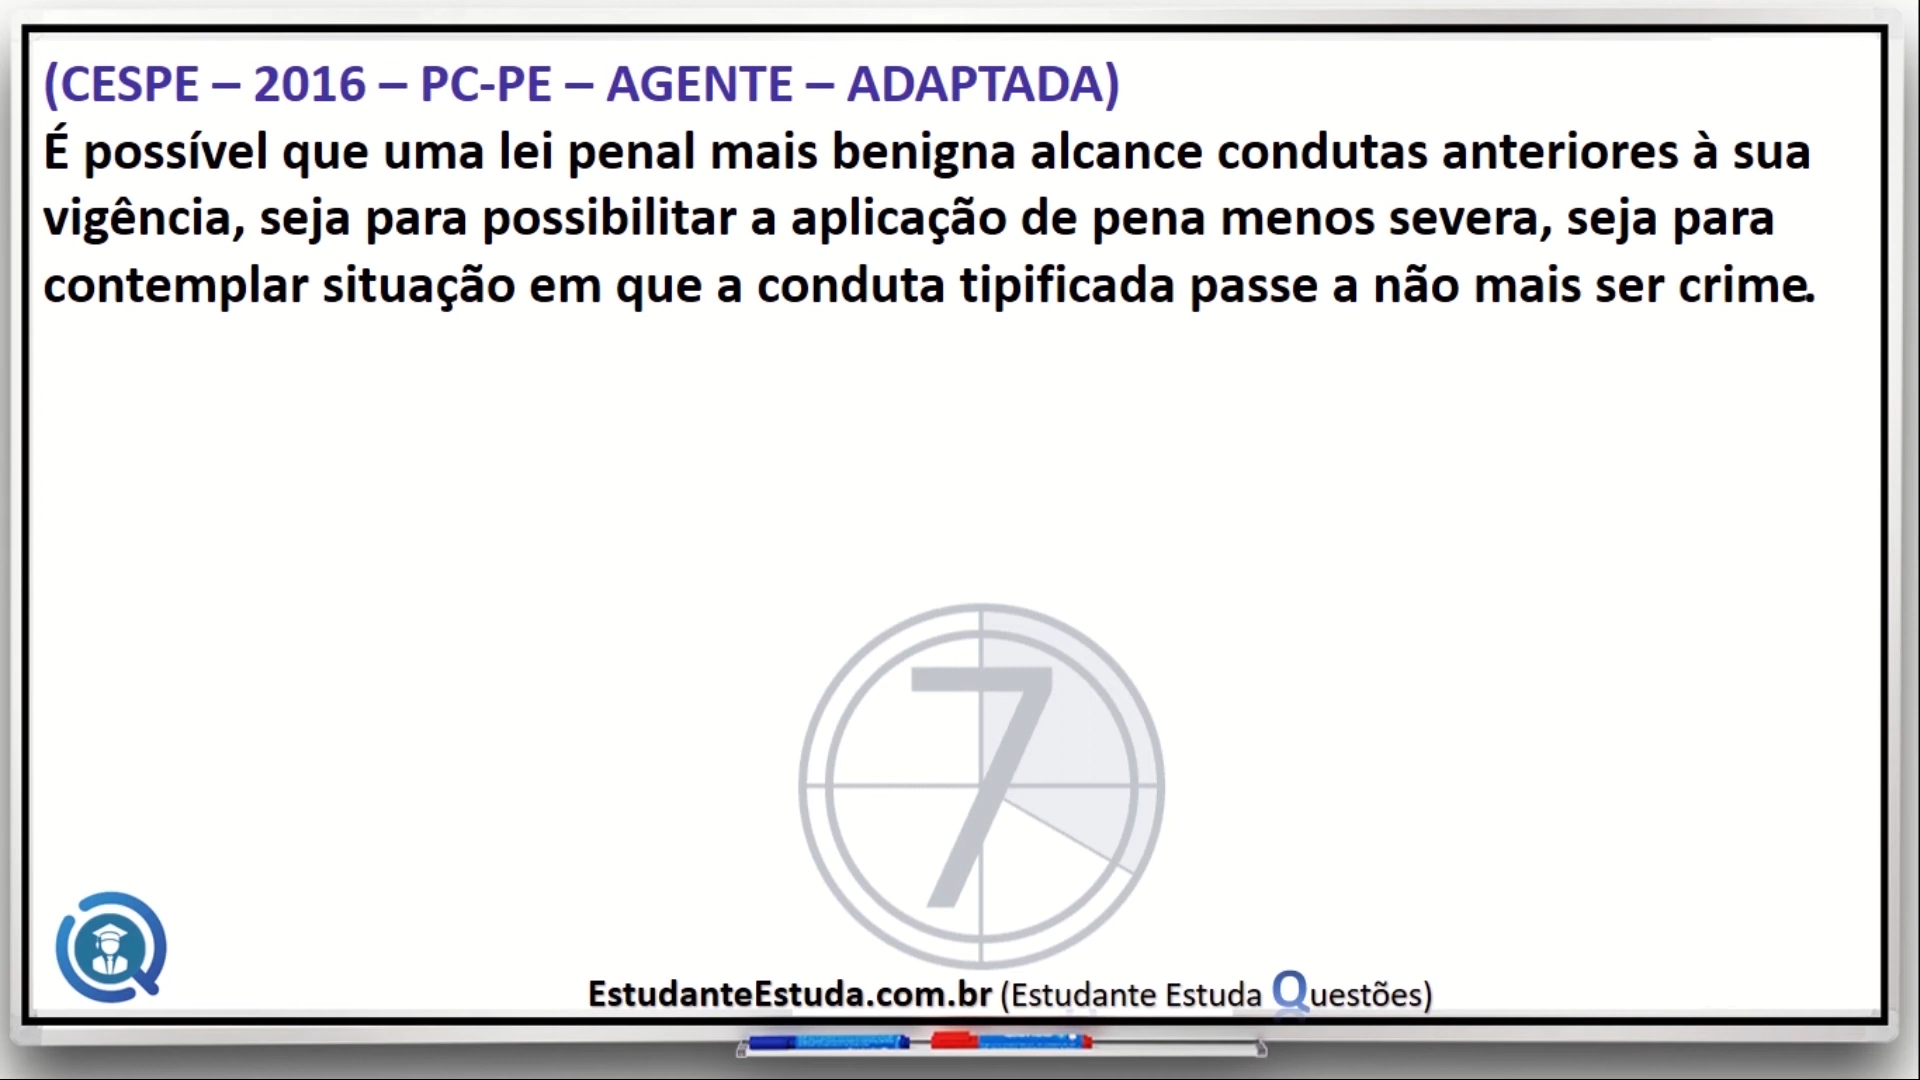 (CESPE – 2016 – PC-PE – AGENTE – ADAPTADA)
É possível que uma lei penal mais benigna alcance condutas anteriores à sua
vigência, seja para possibilitar a aplicação de pena menos severa, seja para
contemplar situação em que a conduta tipificada passe a não mais ser crime.
7
EstudanteEstuda.com.br (Estudante Estuda Questões)